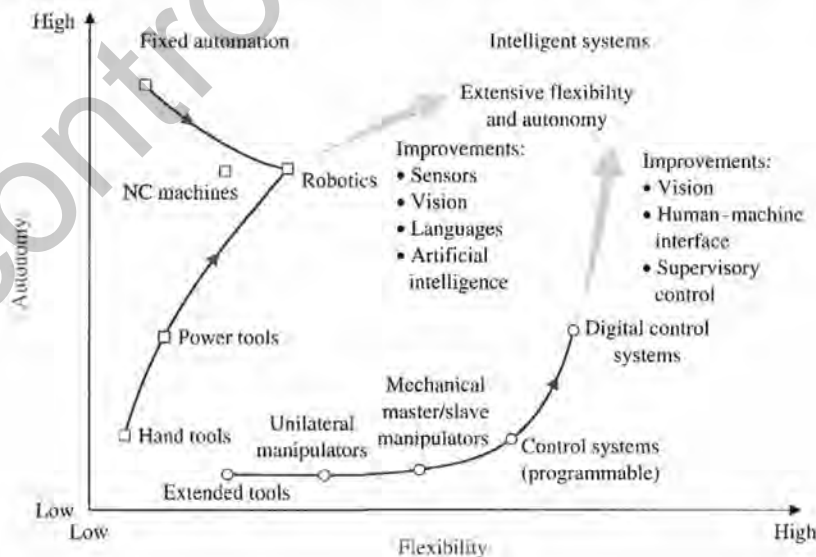 High
Fixed automation
Intelligent systems
Extensive flexibility
and autonomy
Improvements:
• Sensors
• Vision
• Languages
• Artificial
intelligence
Improvements:
• Vision
• Human–machine
interface
• Supervisory
control
NC machines
Robotics
Autonomy
Power tools
Digital control
systems
Mechanical
master/slave
manipulators
Unilateral
manipulators
Hand tools
Control systems
(programmable)
Extended tools
Low
Low
Flexibility
High